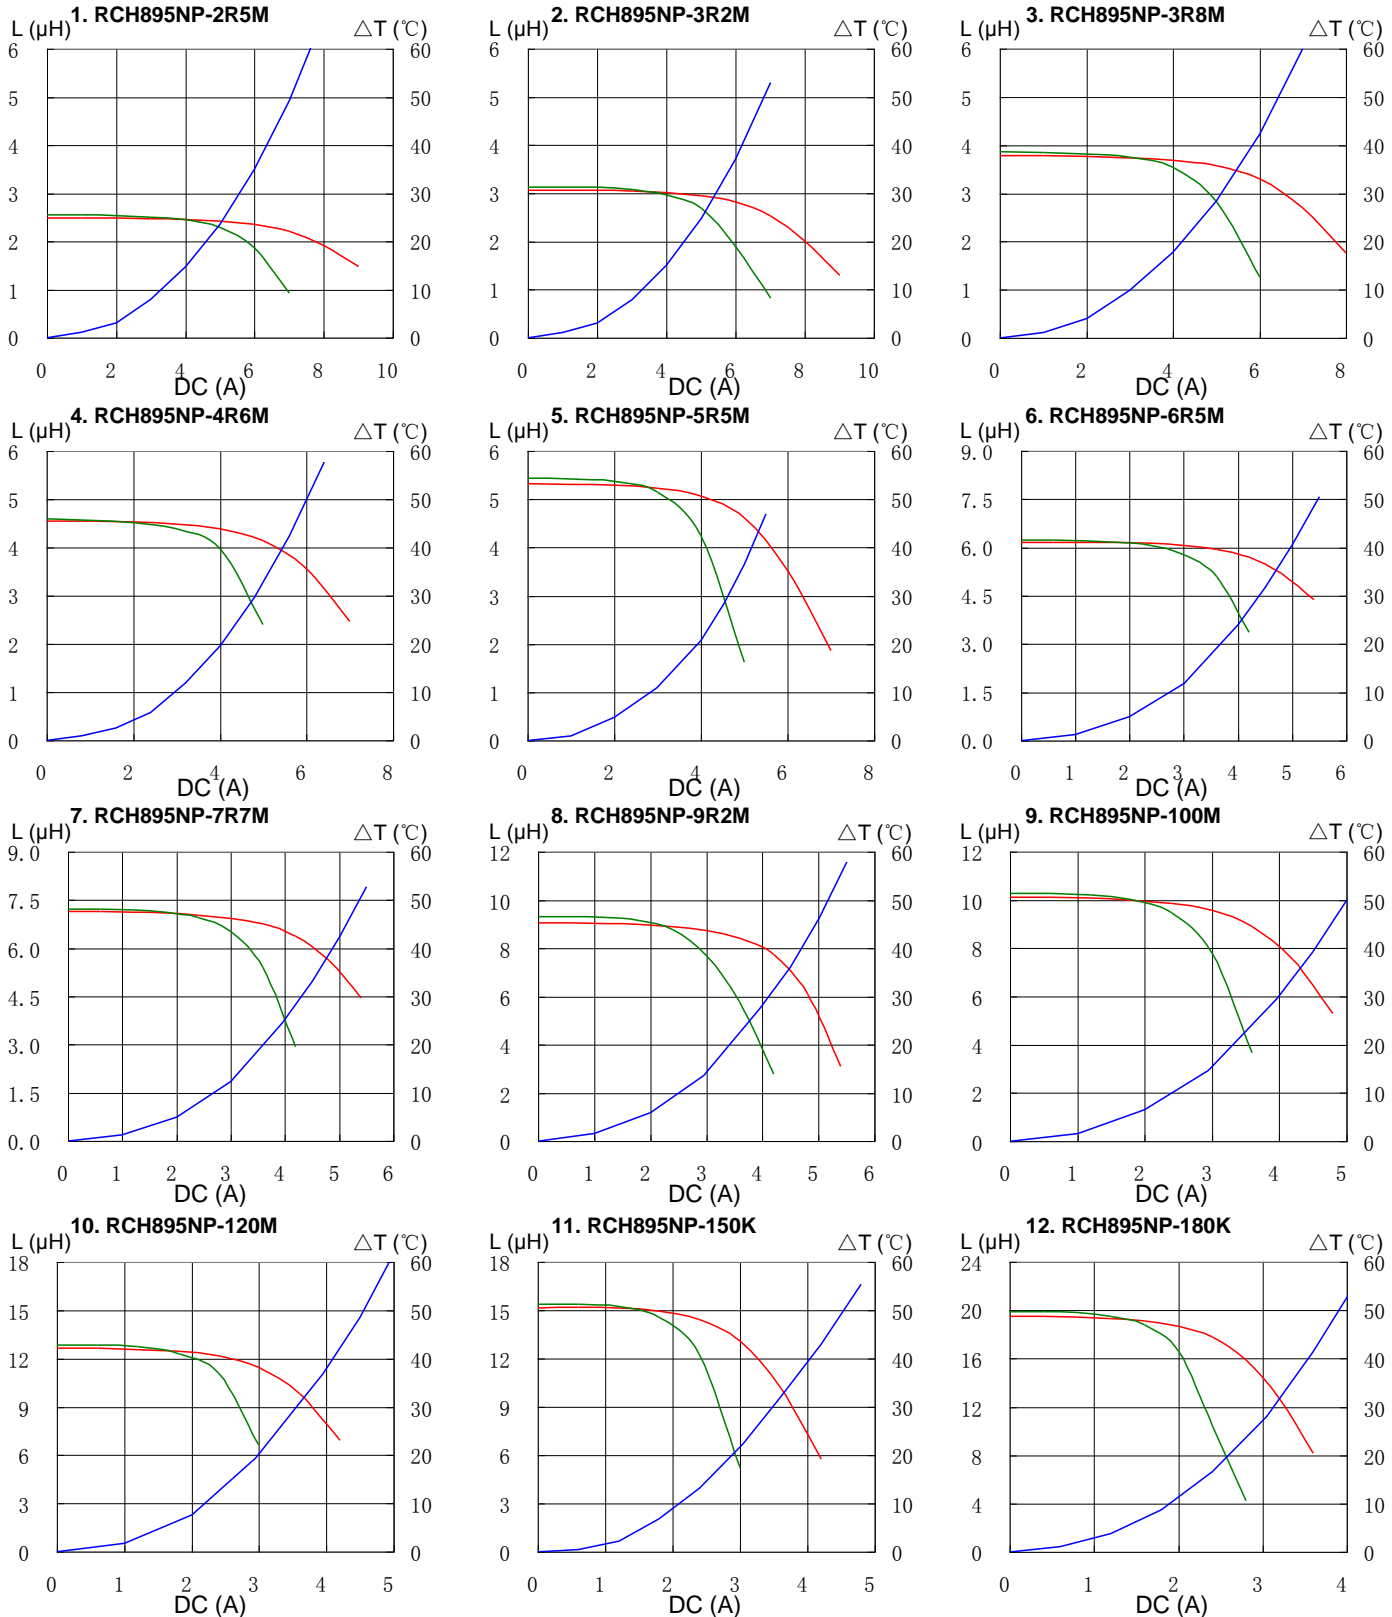 1. RCH895NP-2R5M
L (μH) △T (℃)
6 60
5 50
4 40
3 30
2 20
1 10
0 0
0 2 4 6 8 10
DC (A)
2. RCH895NP-3R2M
L (μH) △T (℃)
6 60
5 50
4 40
3 30
2 20
1 10
0 0
0 2 4 6 8 10
DC (A)
3. RCH895NP-3R8M
L (μH) △T (℃)
6 60
5 50
4 40
3 30
2 20
1 10
0 0
0 2 4 6 8
DC (A)
4. RCH895NP-4R6M
L (μH) △T (℃)
6 60
5 50
4 40
3 30
2 20
1 10
0 0
0 2 4 6 8
DC (A)
5. RCH895NP-5R5M
L (μH) △T (℃)
6 60
5 50
4 40
3 30
2 20
1 10
0 0
0 2 4 6 8
DC (A)
6. RCH895NP-6R5M
L (μH) △T (℃)
9.0 60
7.5 50
6.0 40
4.5 30
3.0 20
1.5 10
0.0 0
0 1 2 3 4 5 6
DC (A)
7. RCH895NP-7R7M
L (μH) △T (℃)
9.0 60
7.5 50
6.0 40
4.5 30
3.0 20
1.5 10
0.0 0
0 1 2 3 4 5 6
DC (A)
8. RCH895NP-9R2M
L (μH) △T (℃)
12 60
10 50
8 40
6 30
4 20
2 10
0 0
0 1 2 3 4 5 6
DC (A)
9. RCH895NP-100M
L (μH) △T (℃)
12 60
10 50
8 40
6 30
4 20
2 10
0 0
0 1 2 3 4 5
DC (A)
10. RCH895NP-120M
L (μH) △T (℃)
18 60
15 50
12 40
9 30
6 20
3 10
0 0
0 1 2 3 4 5
DC (A)
11. RCH895NP-150K
L (μH) △T (℃)
18 60
15 50
12 40
9 30
6 20
3 10
0 0
0 1 2 3 4 5
DC (A)
12. RCH895NP-180K
L (μH) △T (℃)
24 60
20 50
16 40
12 30
8 20
4 10
0 0
0 1 2 3 4
DC (A)